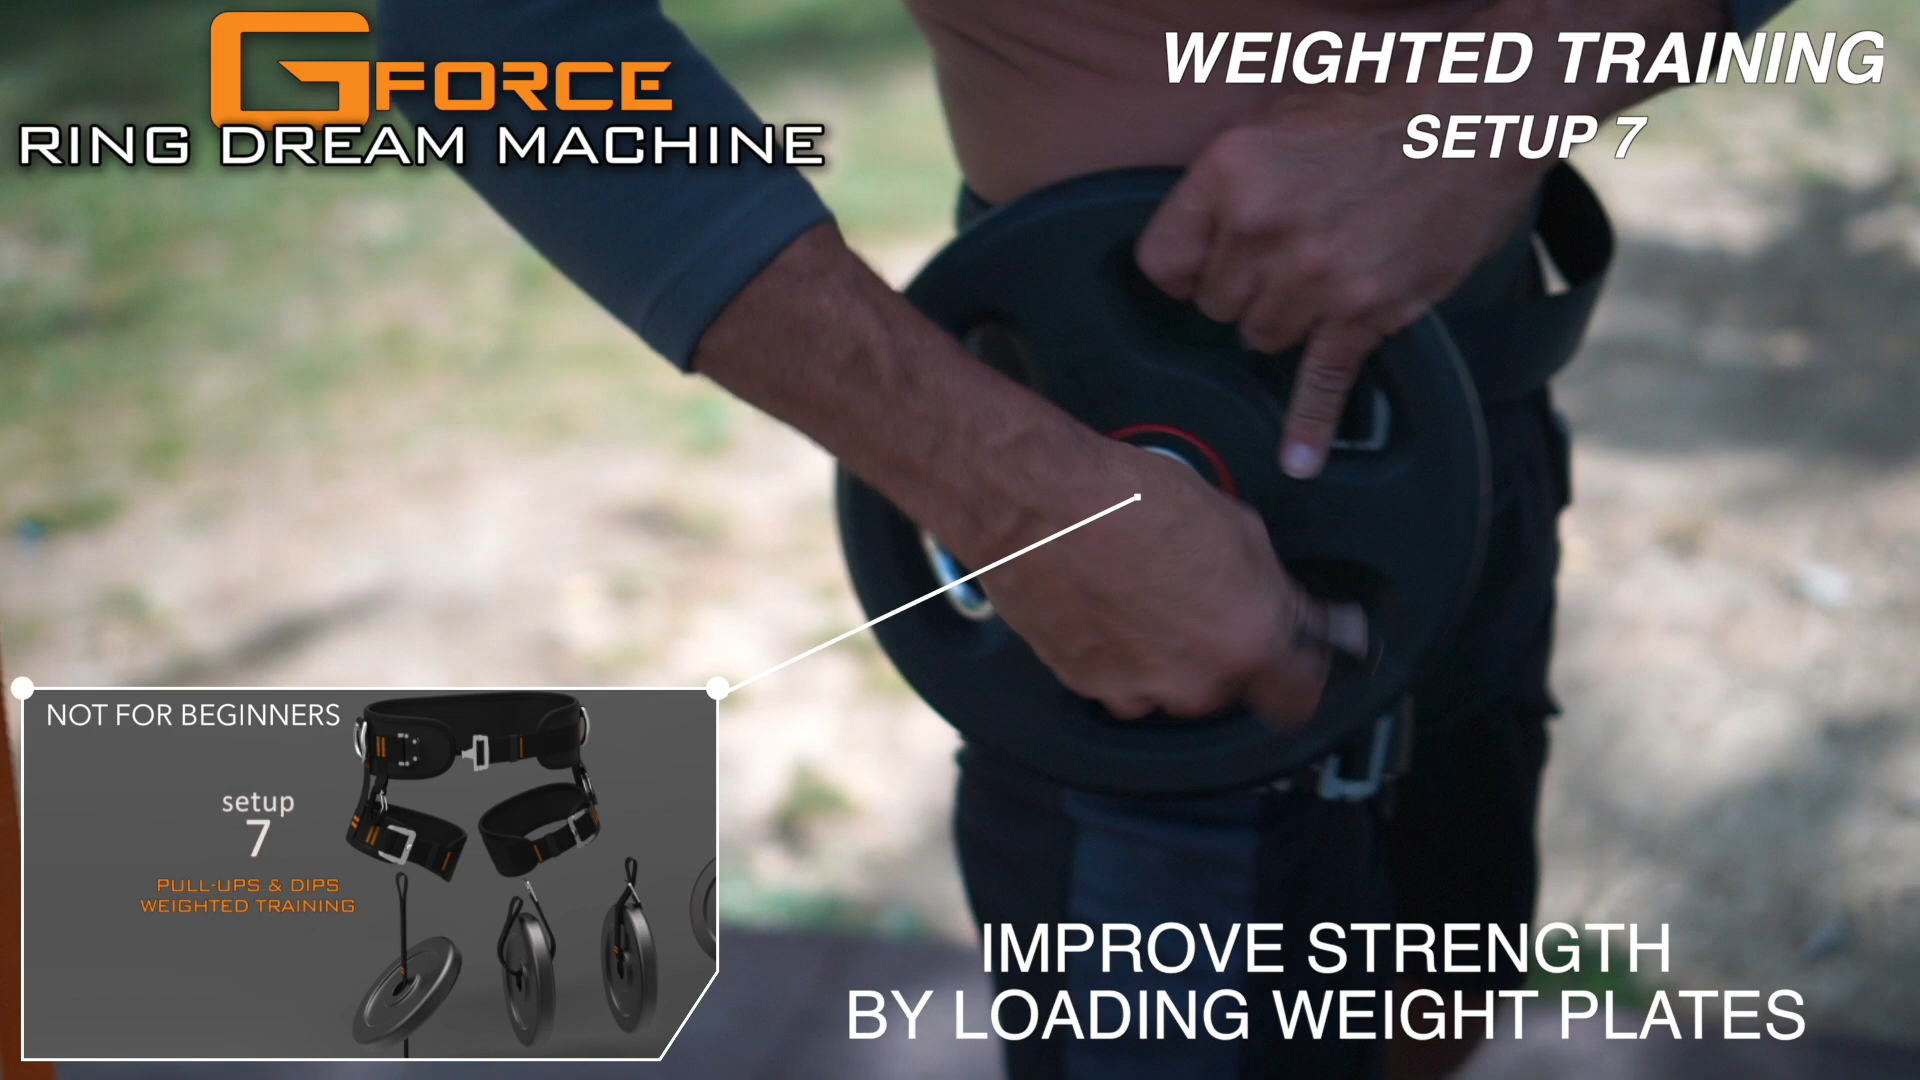 GFORCE
RING DREAM MACHINE
WEIGHTED TRAINING
SETUP 7
NOT FOR BEGINNERS
setup
7
PULL-UPS & DIPS
WEIGHTED TRAINING
IMPROVE STRENGTH
BY LOADING WEIGHT PLATES